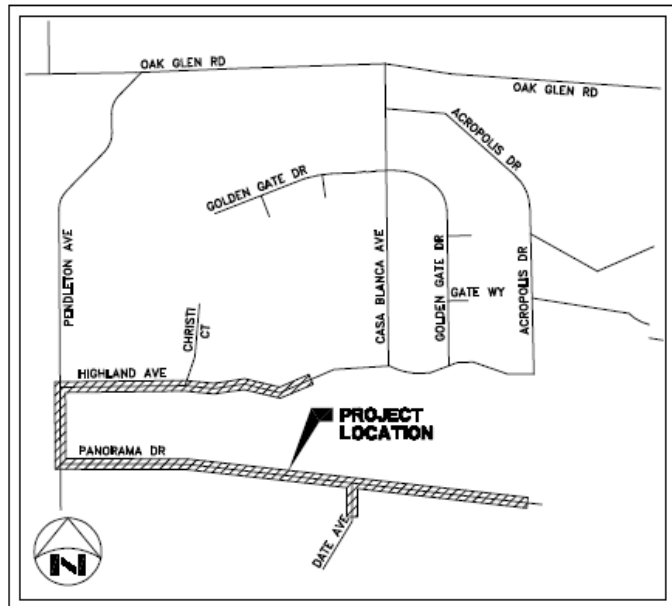 OAK GLEN RD
OAK GLEN RD
ACROPOLIS DR
GOLDEN GATE DR
PENDLETON AVE
CASA BLANCA AVE
GOLDEN GATE DR
GATE WY
ACROPOLIS DR
CHRISTI
CT
HIGHLAND AVE
PROJECT
LOCATION
PANORAMA DR
DATE AVE
N